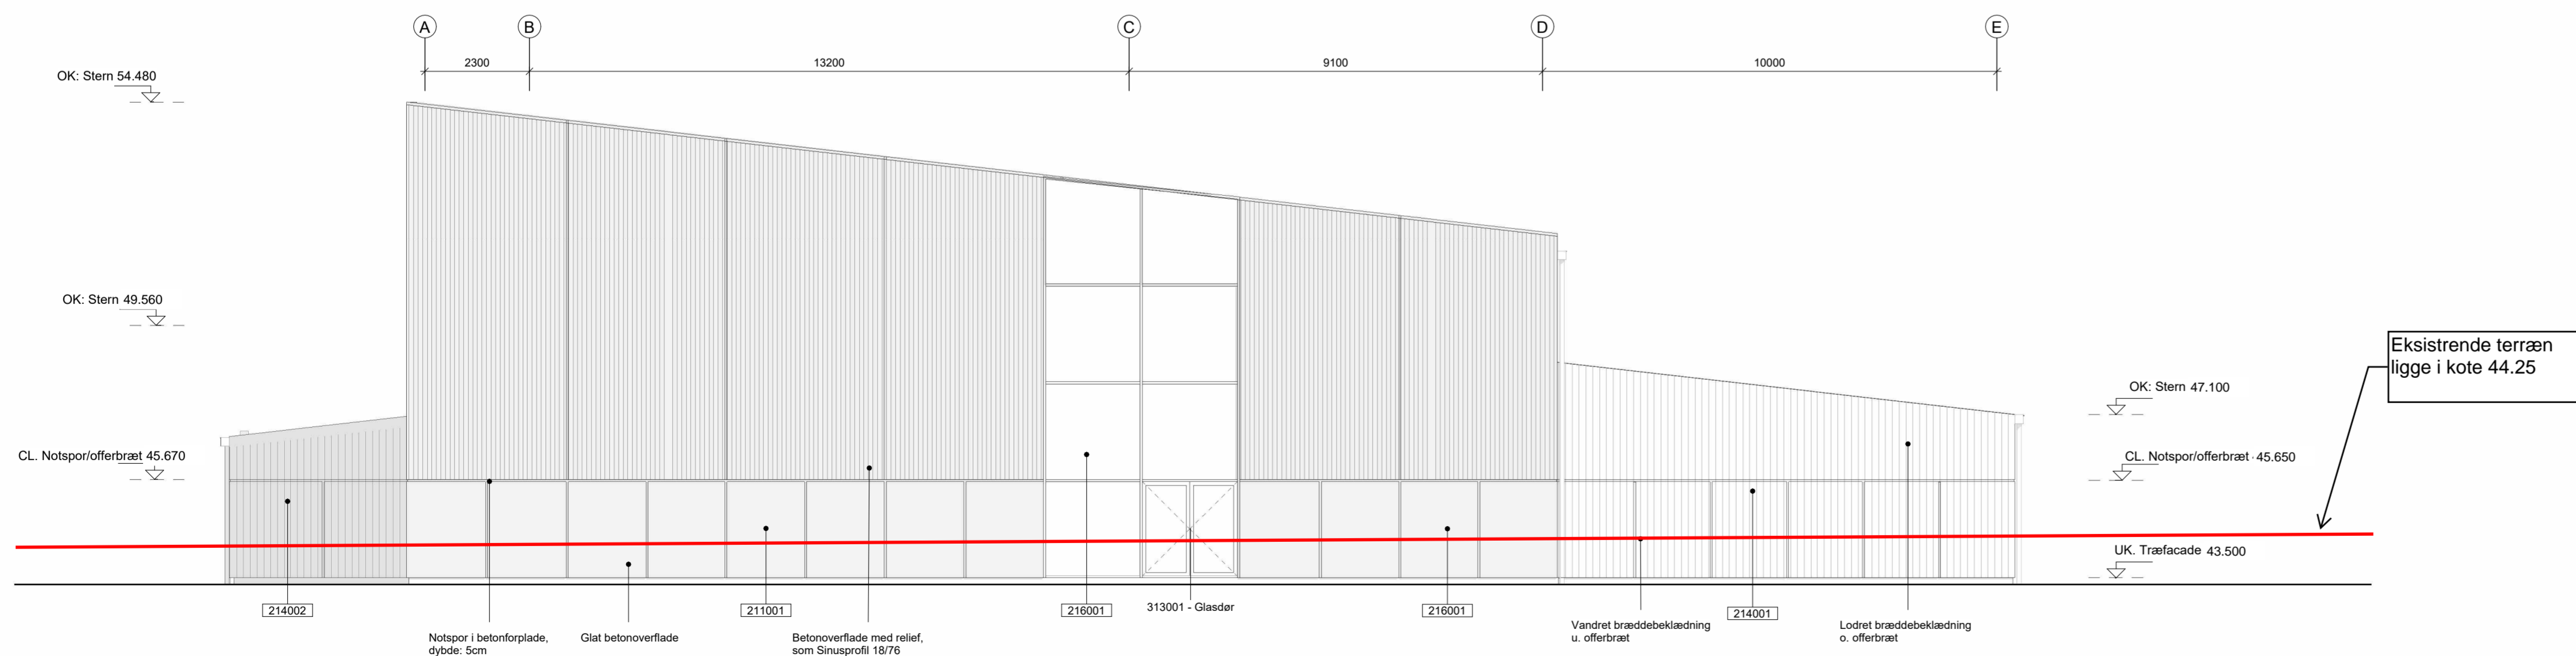 A B C D E
2300 13200 9100 10000
OK: Stern 54.480
OK: Stern 49.560
Eksistrende terræn
ligge i kote 44.25
OK: Stern 47.100
CL. Notspor/offerbræt 45.670
CL. Notspor/offerbræt 45.650
UK. Træfacade 43.500
214002
211001
216001
313001 - Glasdør
216001
214001
Notspor i betonforplade,
dybde: 5cm
Glat betonoverflade
Betonoverflade med relief,
som Sinusprofil 18/76
Vandret bræddebeklædning
u. offerbræt
Lodret bræddebeklædning
o. offerbræt